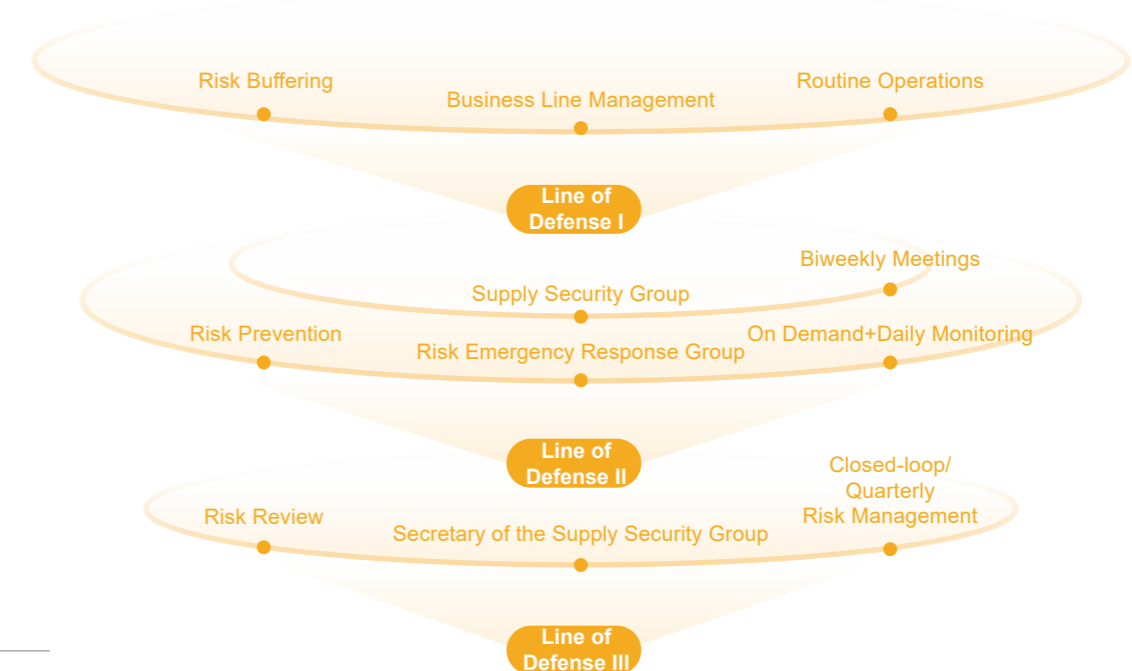 Risk Buffering
Business Line Management
Routine Operations
Line of
Defense I
Biweekly Meetings
Supply Security Group
Risk Prevention
Risk Emergency Response Group
On Demand+Daily Monitoring
Line of
Defense II
Closed-loop/
Quarterly
Risk Management
Risk Review
Secretary of the Supply Security Group
Line of
Defense III